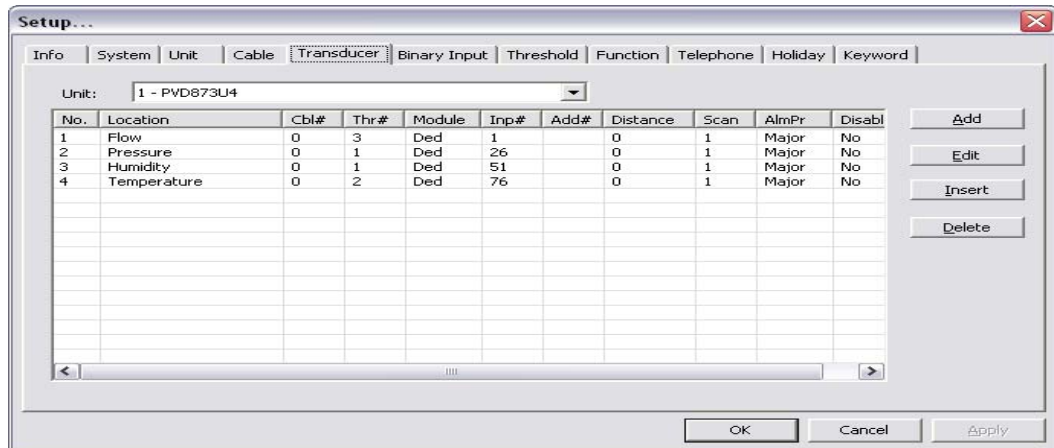 Setup...
Info System Unit Cable Transducer Binary Input Threshold Function Telephone Holiday Keyword
Unit: 1 - PVD873U4
No. Location Cbl# Thr# Module Inp# Add# Distance Scan AlmPr Disabl
1 Flow 0 3 Ded 1 0 1 Major No
2 Pressure 0 1 Ded 26 0 1 Major No
3 Humidity 0 1 Ded 51 0 1 Major No
4 Temperature 0 2 Ded 76 0 1 Major No
Add
Edit
Insert
Delete
OK Cancel Apply